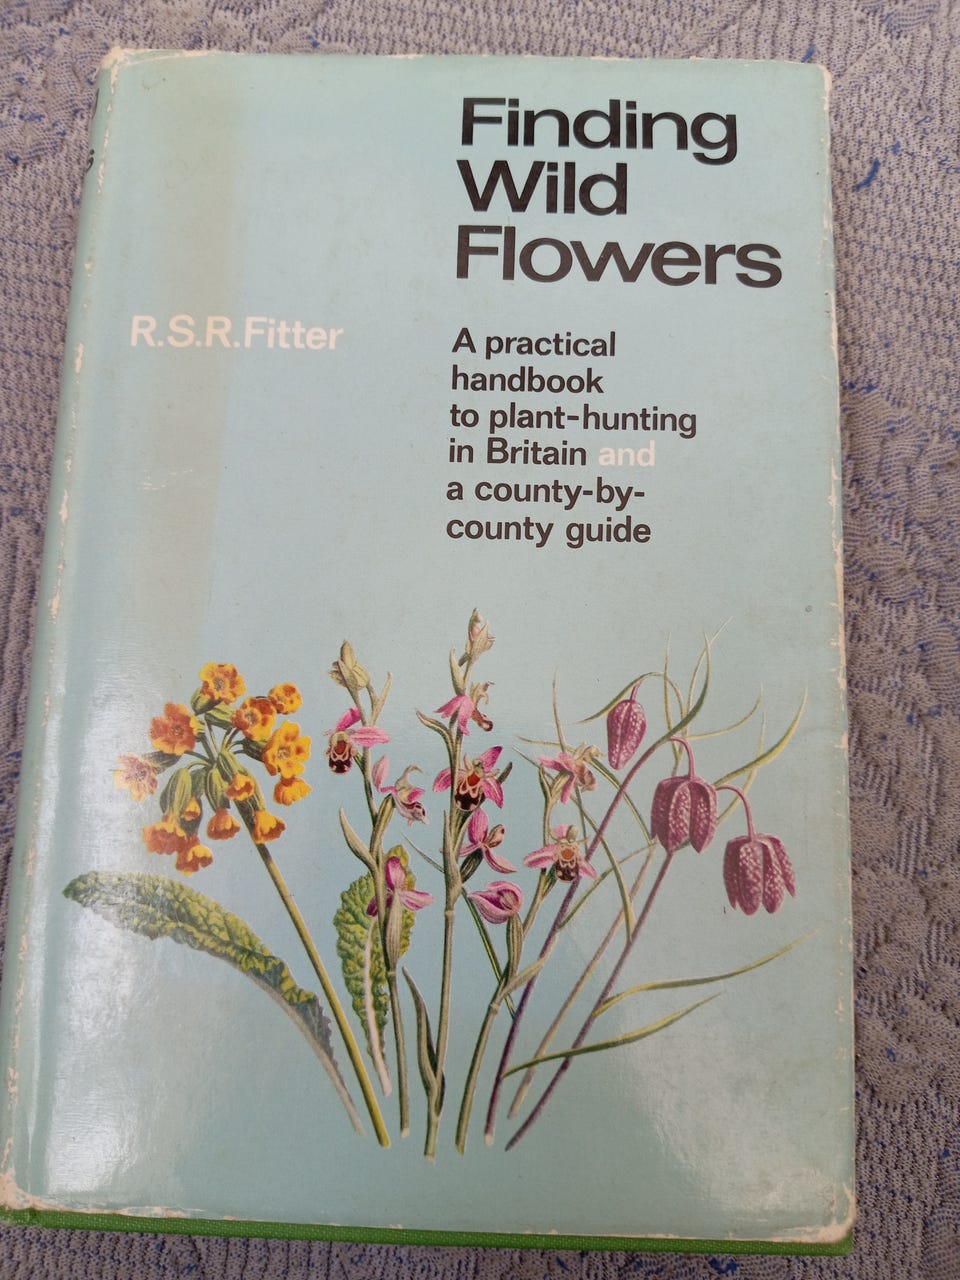 Finding
Wild
Flowers
R.S.R.Fitter
A practical
handbook
to plant-hunting
in Britain and
a county-by-
county guide